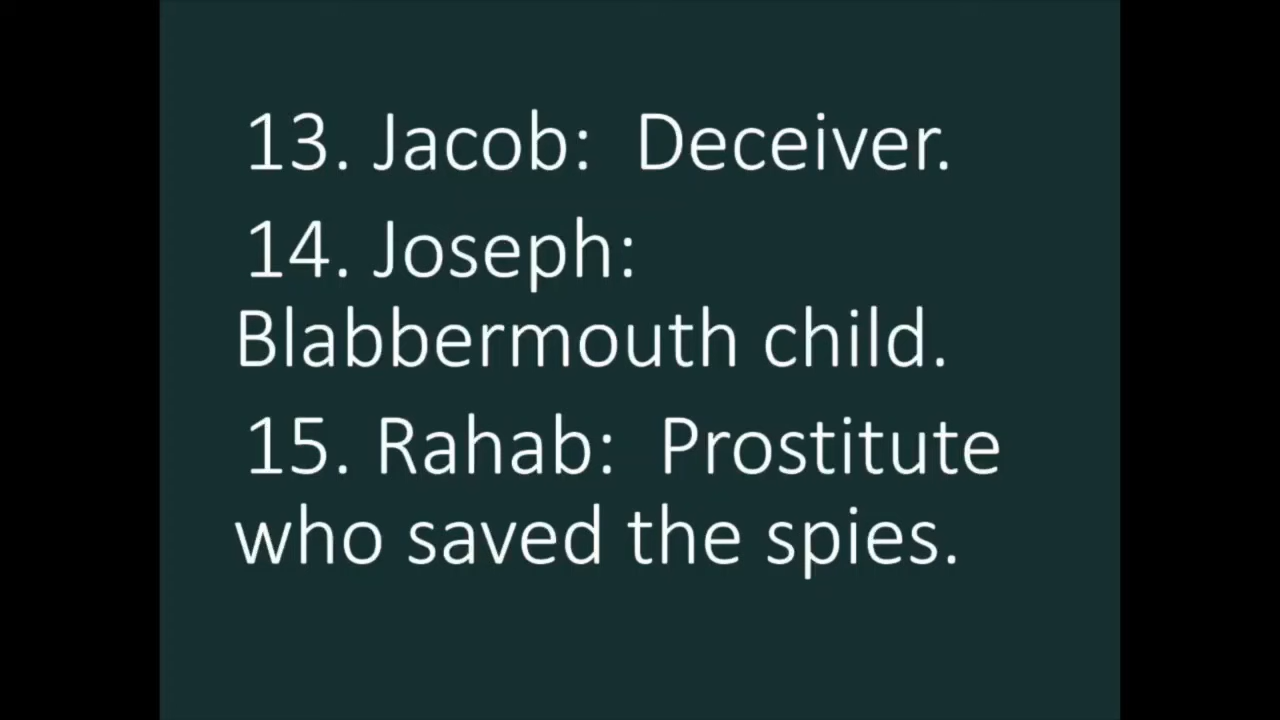 13. Jacob:  Deceiver.
14. Joseph:
Blabbermouth child.
15. Rahab:  Prostitute
who saved the spies.